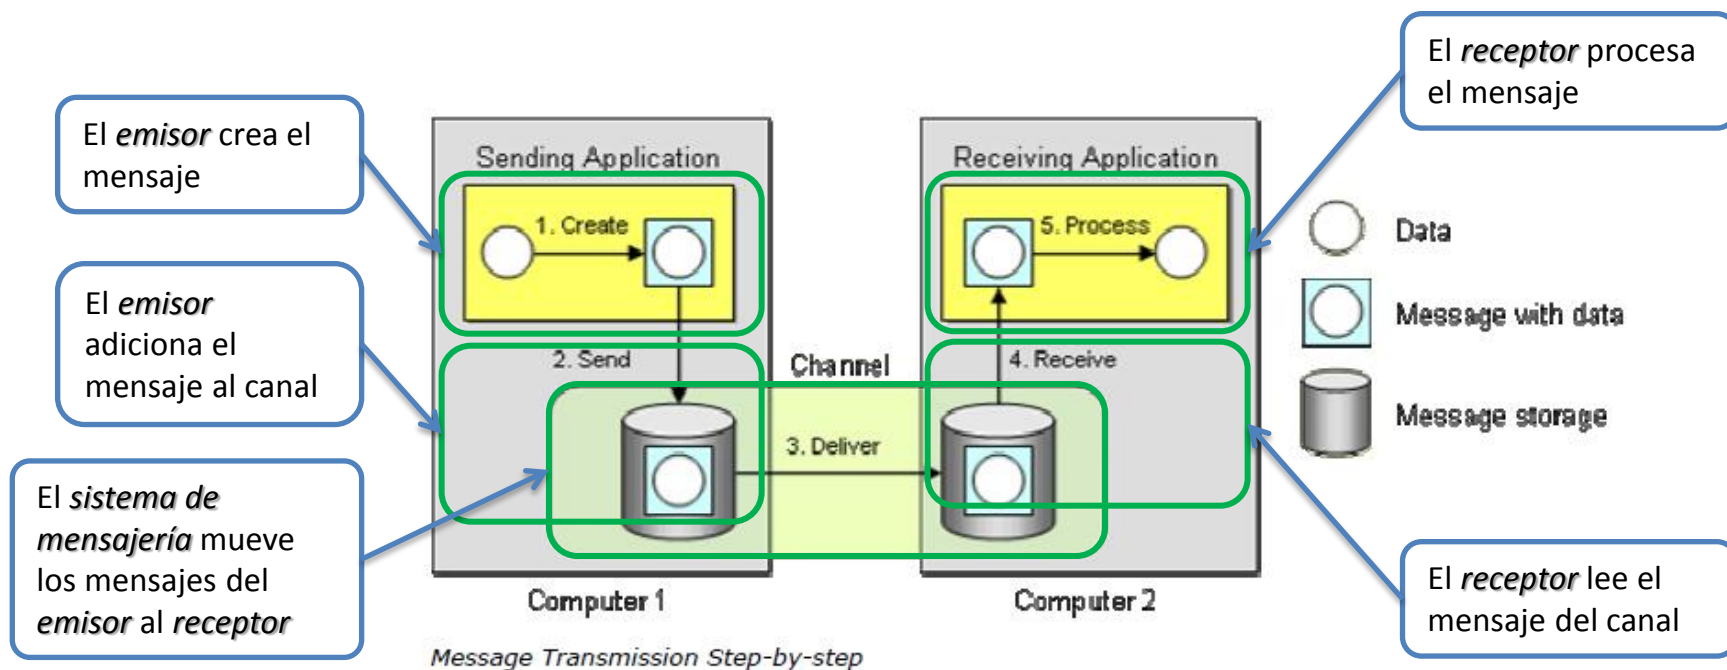 El emisor crea el
mensaje
El emisor
adiciona el
mensaje al canal
El sistema de
mensajería mueve
los mensajes del
emisor al receptor
Sending Application
1. Create
2. Send
Channel
3. Deliver
Computer 1
Receiving Application
5. Process
4. Receive
Computer 2
Message Transmission Step-by-step
El receptor procesa
el mensaje
Data
Message with data
Message storage
El receptor lee el
mensaje del canal